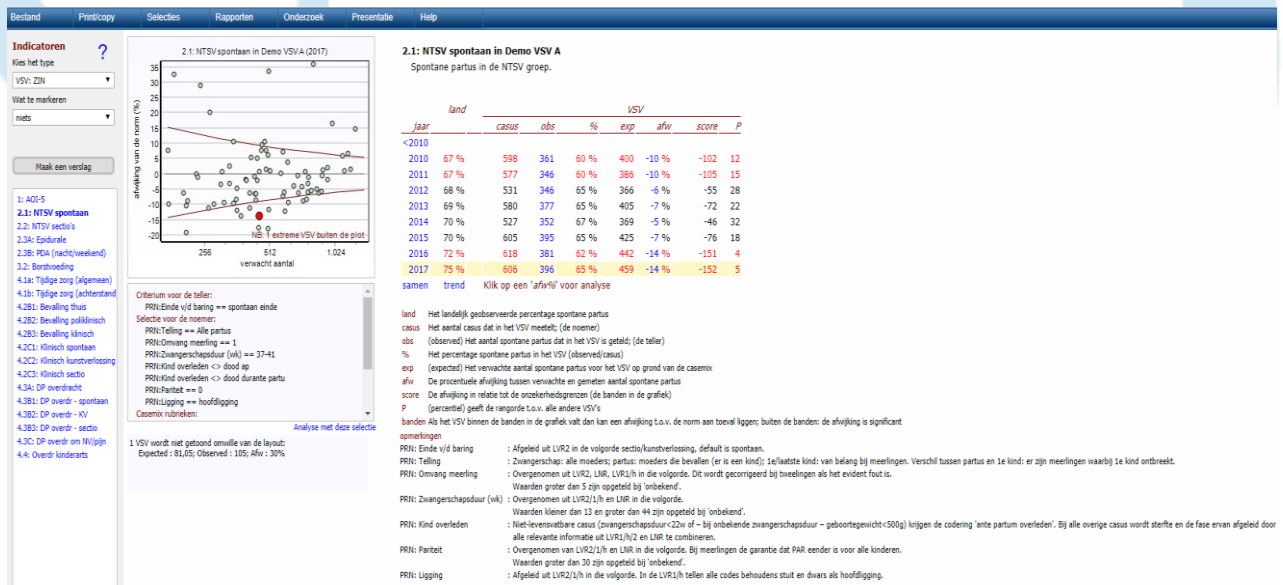 Bestand Print/copy Selecties Rapporten Onderzoek Presentatie Help
Indicatoren ?
Kies het type
VSV: ZIN
Wat te markeren
niets
Maak een verslag
1: AOI-5
2.1: NTSV spontaan
2.2: NTSV sectio's
2.3A: Epidurale
2.3B: PDA (nacht/weekend)
3.2: Borstvoeding
4.1a: Tijdige zorg (algemeen)
4.1b: Tijdige zorg (achterstand
4.2B1: Bevalling thuis
4.2B2: Bevalling poliklinisch
4.2B3: Bevalling klinisch
4.2C1: Klinisch spontaan
4.2C2: Klinisch kunstverlossing
4.2C3: Klinisch sectio
4.3A: DP overdracht
4.3B1: DP overdr - spontaan
4.3B2: DP overdr - KV
4.3B3: DP overdr - sectio
4.3C: DP overdr om NV/pijn
4.4: Overdr kinderarts
2.1: NTSV spontaan in Demo VSV A (2017)
afwijking van de norm (%)
35
30
25
20
15
10
5
0
-5
-10
-15
-20
NB: 1 extreme VSV buiten de plot
256 512 1.024
verwacht aantal
Criterium voor de teller:
PRN:Einde v/d baring == spontaan einde
Selectie voor de noemer:
PRN:Telling == Alle partus
PRN:Omvang meerling == 1
PRN:Zwangerschapsduur (wk) == 37-41
PRN:Kind overleden <> dood ap
PRN:Kind overleden <> dood durante partu
PRN:Pariteit == 0
PRN:Ligging == hoofdligging
Casemix rubrieken:
Analyse met deze selectie
1 VSV wordt niet getoond omwille van de layout:
Expected : 81,05; Observed : 105; Afw : 30%
2.1: NTSV spontaan in Demo VSV A
Spontane partus in de NTSV groep.
land VSV
jaar casus obs % exp afw score P
<2010
2010 67 % 598 361 60 % 400 -10 % -102 12
2011 67 % 577 346 60 % 386 -10 % -105 15
2012 68 % 531 346 65 % 366 -6 % -55 28
2013 69 % 580 377 65 % 405 -7 % -72 22
2014 70 % 527 352 67 % 369 -5 % -46 32
2015 70 % 605 395 65 % 425 -7 % -76 18
2016 72 % 618 381 62 % 442 -14 % -151 4
2017 75 % 606 396 65 % 459 -14 % -152 5
samen trend Klik op een 'afw%' voor analyse
land Het landelijk geobserveerde percentage spontane partus
casus Het aantal casus dat in het VSV meetelt; (de noemer)
obs (observed) Het aantal spontane partus dat in het VSV is geteld; (de teller)
% Het percentage spontane partus in het VSV (observed/casus)
exp (expected) Het verwachte aantal spontane partus voor het VSV op grond van de casemix
afw De procentuele afwijking tussen verwachte en gemeten aantal spontane partus
score De afwijking in relatie tot de onzekerheidsgrenzen (de banden in de grafiek)
P (percentiel) geeft de rangorde t.o.v. alle andere VSV's
banden Als het VSV binnen de banden in de grafiek valt dan kan een afwijking t.o.v. de norm aan toeval liggen; buiten de banden: de afwijking is significant
opmerkingen
PRN: Einde v/d baring : Afgeleid uit LVR2 in de volgorde sectio/kunstverlossing, default is spontaan.
PRN: Telling : Zwangerschap: alle moeders; partus: moeders die bevallen (er is een kind); 1e/laatste kind: van belang bij meerlingen. Verschil tussen partus en 1e kind: er zijn meerlingen waarbij 1e kind ontbreekt.
PRN: Omvang meerling : Overgenomen uit LVR2, LNR, LVR1/h in die volgorde. Dit wordt gecorrigeerd bij tweelingen als het evident fout is.
Waarden groter dan 5 zijn opgeteld bij 'onbekend'.
PRN: Zwangerschapsduur (wk) : Overgenomen uit LVR2/1/h en LNR in die volgorde.
Waarden kleiner dan 13 en groter dan 44 zijn opgeteld bij 'onbekend'.
PRN: Kind overleden : Niet-levensvatbare casus (zwangerschapsduur<22w of – bij onbekende zwangerschapsduur – geboortegewicht<500g) krijgen de codering 'ante partum overleden'. Bij alle overige casus wordt sterfte en de fase ervan afgeleid door
alle relevante informatie uit LVR1/h/2 en LNR te combineren.
PRN: Pariteit : Overgenomen van LVR2/1/h en LNR in die volgorde. Bij meerlingen de garantie dat PAR eender is voor alle kinderen.
Waarden groter dan 30 zijn opgeteld bij 'onbekend'.
PRN: Ligging : Afgeleid uit LVR2/1/h in die volgorde. In de LVR1/h tellen alle codes behoudens stuit en dwars als hoofdligging.